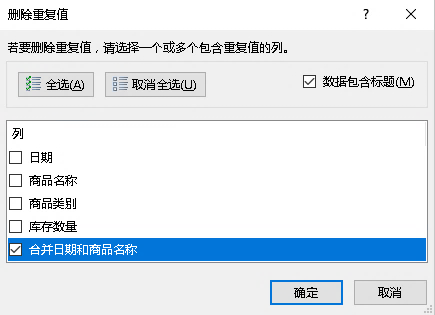 删除重复值
若要删除重复值，请选择一个或多个包含重复值的列。
全选(A) 取消全选(U) 数据包含标题(M)
列
日期
商品名称
商品类别
库存数量
合并日期和商品名称
确定 取消